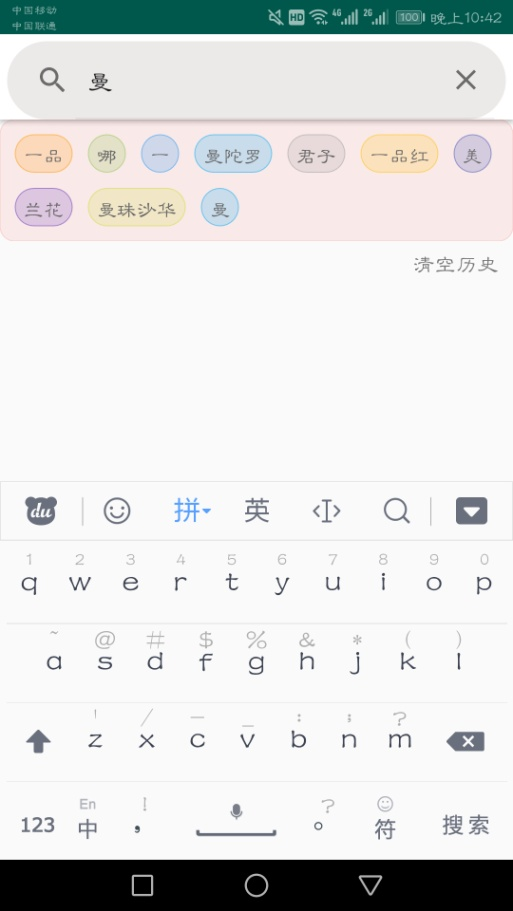 中国移动
中国联通
HD 4G 2G 100 晚上10:42
曼
一品 哪 一 曼陀罗 君子 一品红 美
兰花 曼珠沙华 曼
清空历史
du 拼 英
1 2 3 4 5 6 7 8 9 0
q w e r t y u i o p
~ @ # $ % & * ( )
a s d f g h j k l
' / — _ : ; ?
z x c v b n m
En ! ?
123 中 , 。 符 搜索